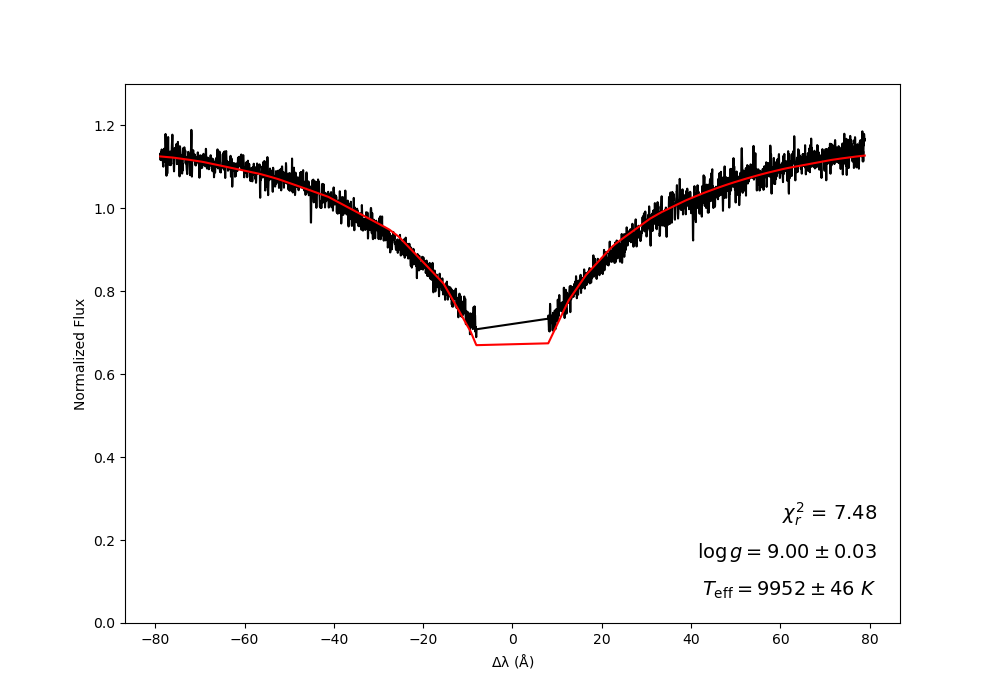 1.2
1.0
0.8
0.6
0.4
0.2
0.0
Normalized Flux
χ²ᵣ = 7.48
log g = 9.00 ± 0.03
T_eff = 9952 ± 46 K
−80 −60 −40 −20 0 20 40 60 80
Δλ (Å)